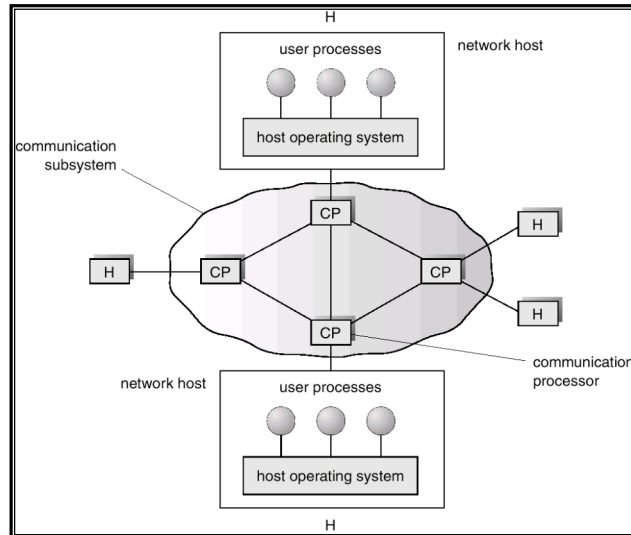 H
user processes
network host
host operating system
communication
subsystem
CP
H
CP
CP
H
H
CP
communication
processor
network host
user processes
host operating system
H